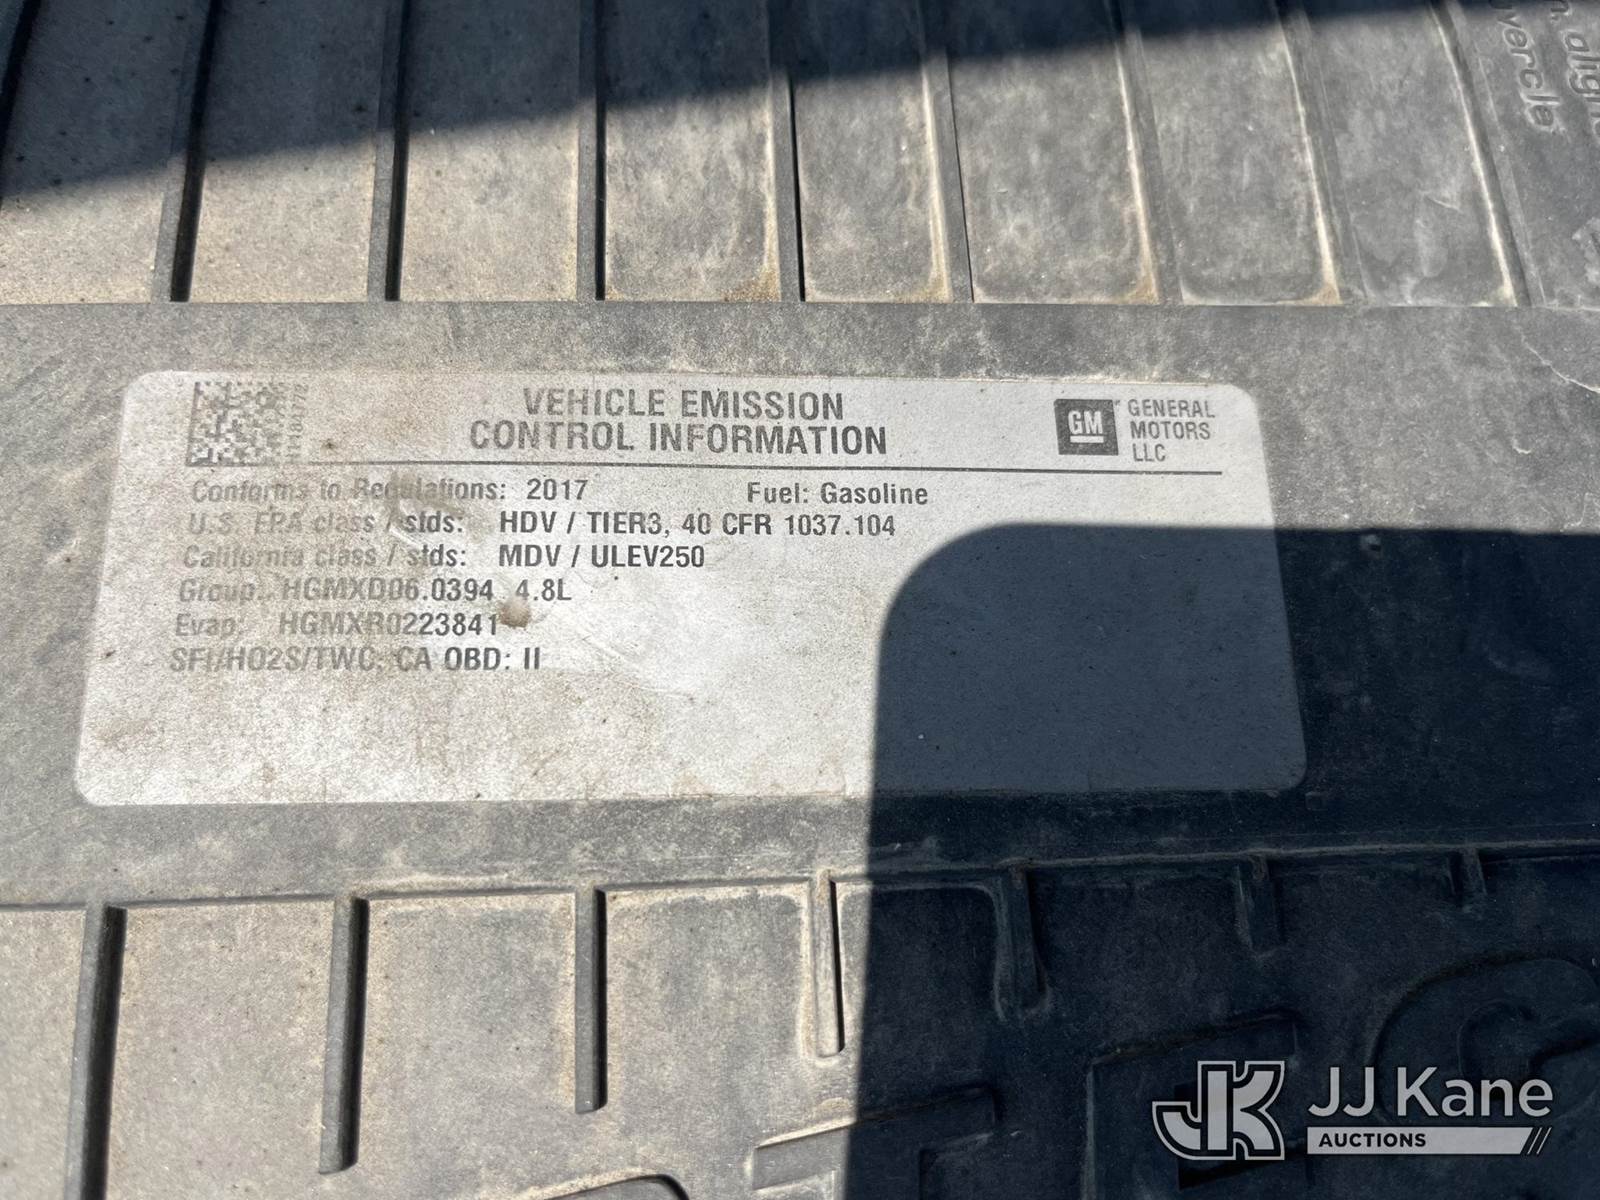 vercle
VEHICLE EMISSION
CONTROL INFORMATION
GM GENERAL
MOTORS
LLC
Conforms to Regulations: 2017 Fuel: Gasoline
U.S. EPA class / stds: HDV / TIER3, 40 CFR 1037.104
California class / stds: MDV / ULEV250
Group: HGMXD06.0394 4.8L
Evap: HGMXR0223841
SFI/HO2S/TWC; CA OBD: II
JK JJ Kane
AUCTIONS